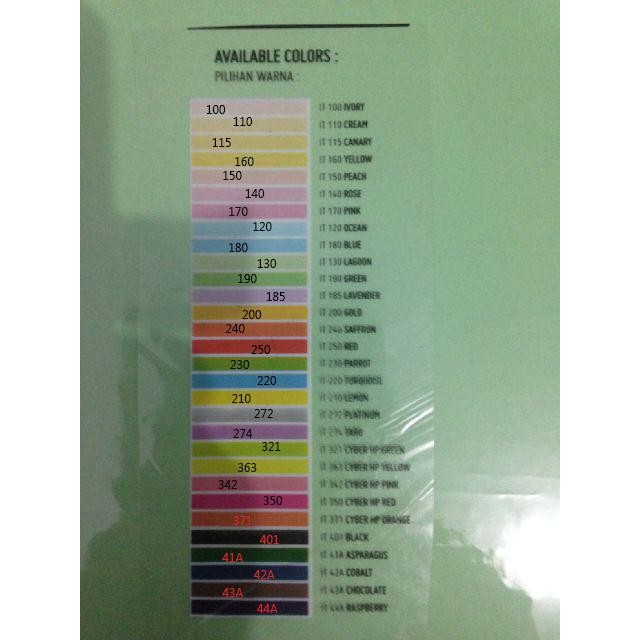 AVAILABLE COLORS :
PILIHAN WARNA :
100 IT 100 IVORY
110 IT 110 CREAM
115 IT 115 CANARY
160 IT 160 YELLOW
150 IT 150 PEACH
140 IT 140 ROSE
170 IT 170 PINK
120 IT 120 OCEAN
180 IT 180 BLUE
130 IT 130 LAGOON
190 IT 190 GREEN
185 IT 185 LAVENDER
200 IT 200 GOLD
240 IT 240 SAFFRON
250 IT 250 RED
230 IT 230 PARROT
220 IT 220 TURQUOISE
210 IT 210 LEMON
272 IT 272 PLATINUM
274 IT 274 TARO
321 IT 321 CYBER HP GREEN
363 IT 363 CYBER HP YELLOW
342 IT 342 CYBER HP PINK
350 IT 350 CYBER HP RED
371 IT 371 CYBER HP ORANGE
401 IT 401 BLACK
41A IT 41A ASPARAGUS
42A IT 42A COBALT
43A IT 43A CHOCOLATE
44A IT 44A RASPBERRY